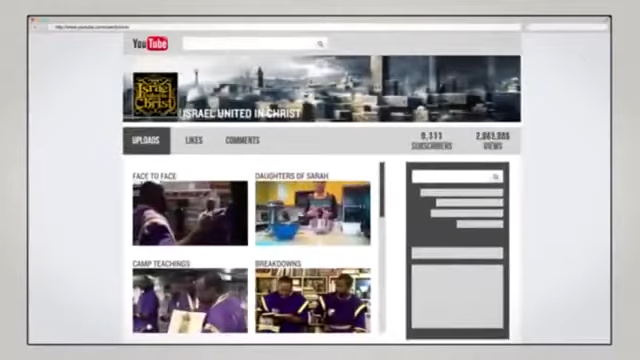 YouTube
Israel
United in
Christ
ISRAEL UNITED IN CHRIST
UPLOADS LIKES COMMENTS
SUBSCRIBERS VIEWS
FACE TO FACE
DAUGHTERS OF SARAH
CAMP TEACHINGS
BREAKDOWNS